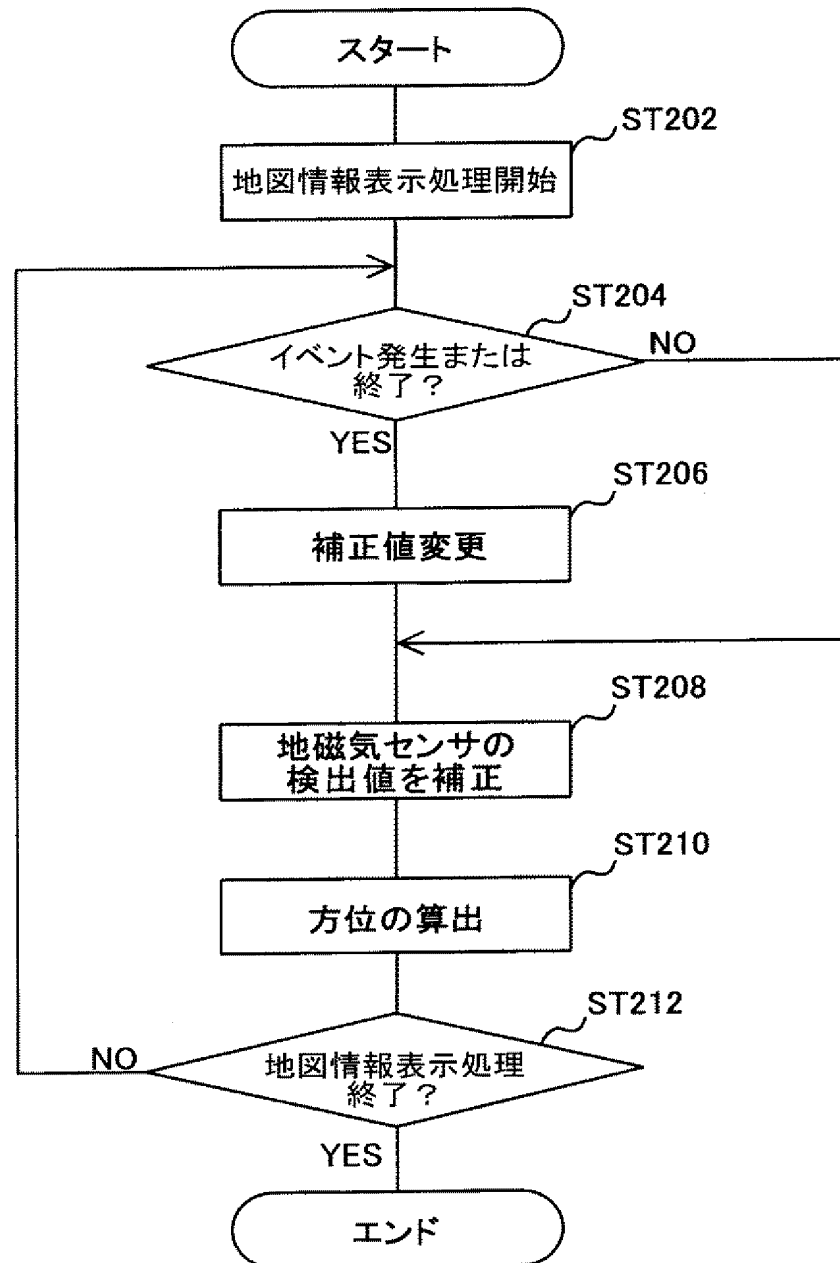 スタート
ST202
地図情報表示処理開始
ST204
イベント発生または
終了？
NO
YES
ST206
補正値変更
ST208
地磁気センサの
検出値を補正
ST210
方位の算出
ST212
地図情報表示処理
終了？
NO
YES
エンド